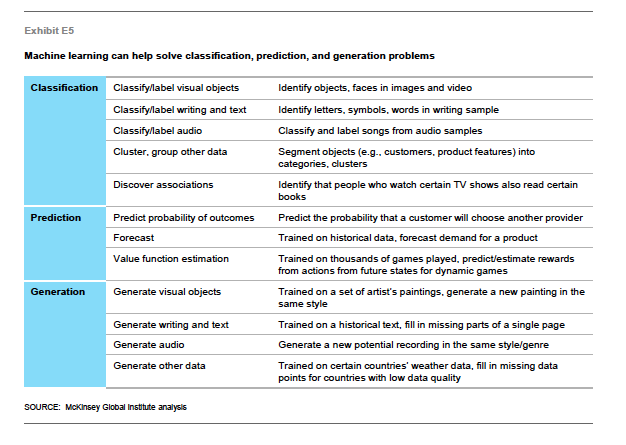 Exhibit E5
Machine learning can help solve classification, prediction, and generation problems
Classification Classify/label visual objects Identify objects, faces in images and video
Classify/label writing and text Identify letters, symbols, words in writing sample
Classify/label audio Classify and label songs from audio samples
Cluster, group other data Segment objects (e.g., customers, product features) into
categories, clusters
Discover associations Identify that people who watch certain TV shows also read certain
books
Prediction Predict probability of outcomes Predict the probability that a customer will choose another provider
Forecast Trained on historical data, forecast demand for a product
Value function estimation Trained on thousands of games played, predict/estimate rewards
from actions from future states for dynamic games
Generation Generate visual objects Trained on a set of artist's paintings, generate a new painting in the
same style
Generate writing and text Trained on a historical text, fill in missing parts of a single page
Generate audio Generate a new potential recording in the same style/genre
Generate other data Trained on certain countries' weather data, fill in missing data
points for countries with low data quality
SOURCE: McKinsey Global Institute analysis